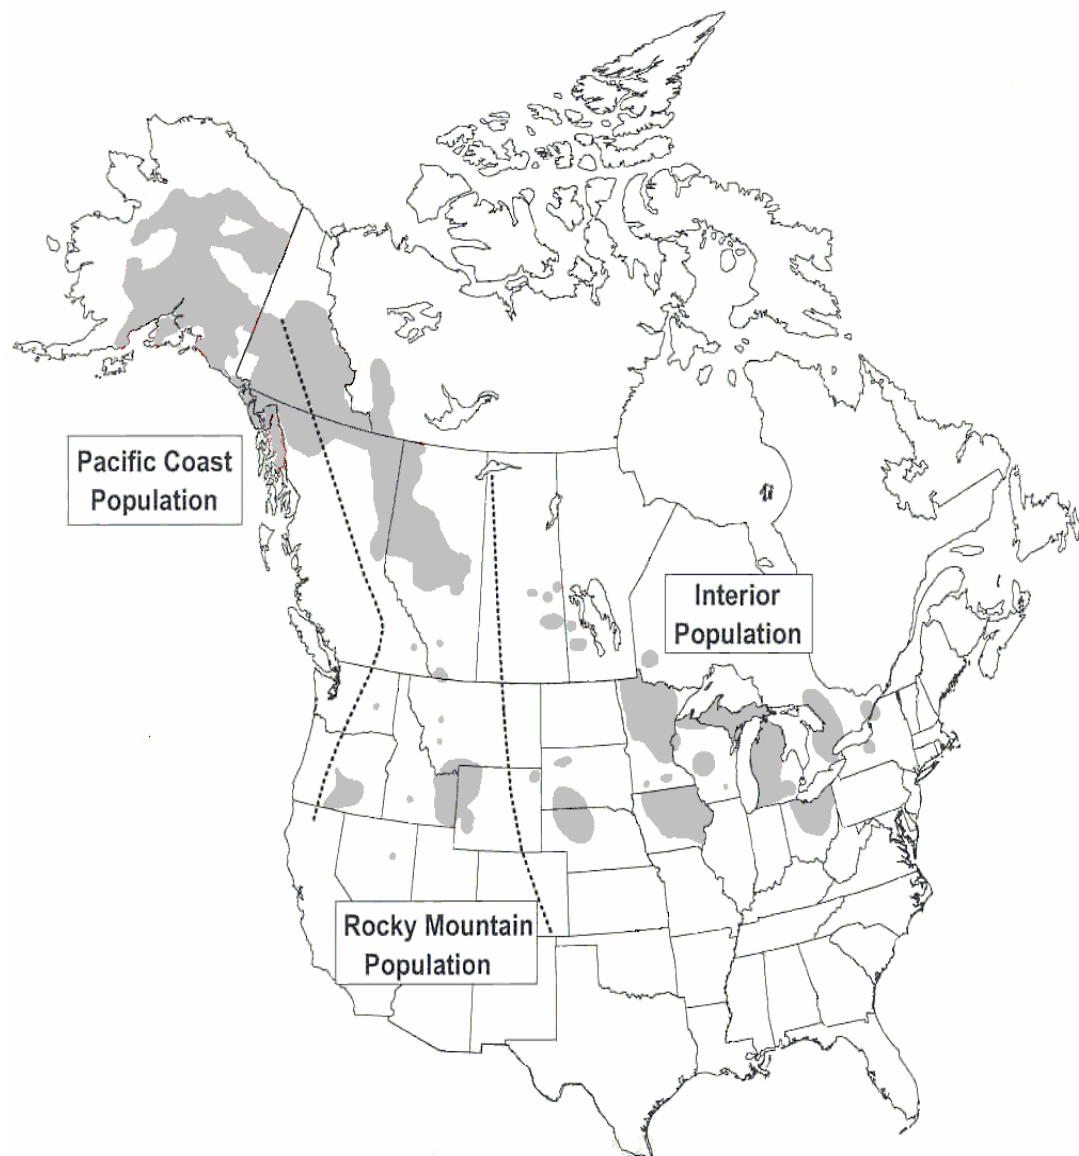 Pacific Coast
Population
Interior
Population
Rocky Mountain
Population